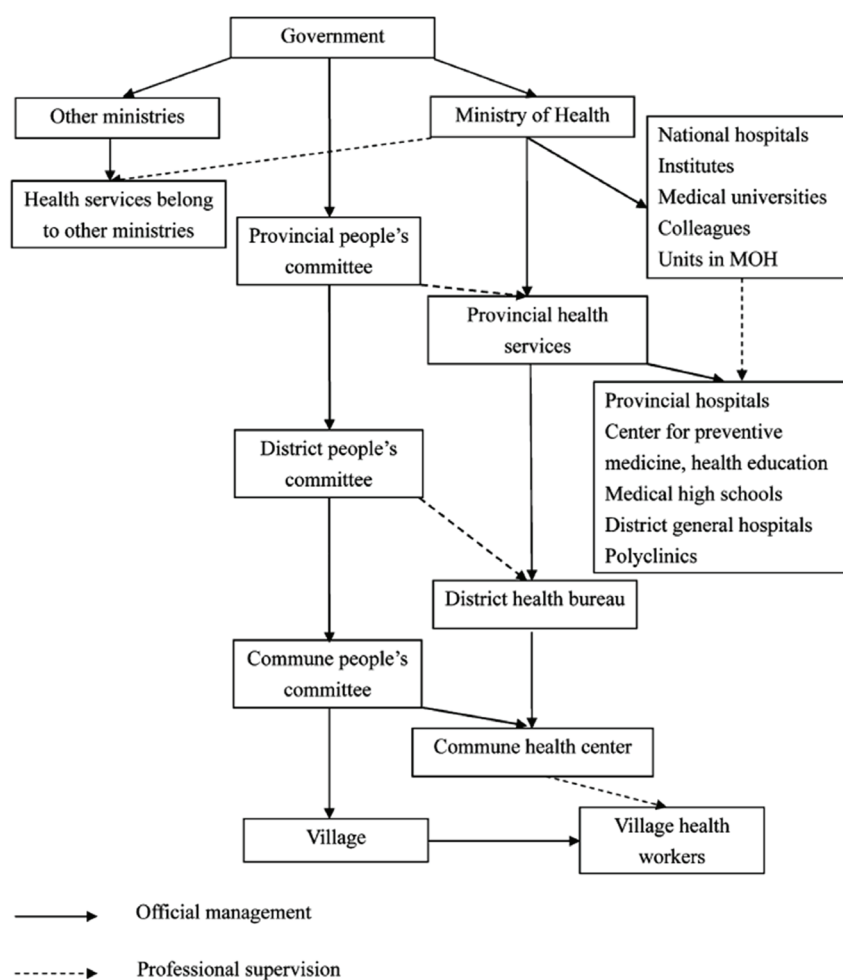 Government
Other ministries
Ministry of Health
National hospitals
Institutes
Medical universities
Colleagues
Units in MOH
Health services belong
to other ministries
Provincial people's
committee
Provincial health
services
Provincial hospitals
Center for preventive
medicine, health education
Medical high schools
District general hospitals
Polyclinics
District people's
committee
District health bureau
Commune people's
committee
Commune health center
Village
Village health
workers
Official management
Professional supervision